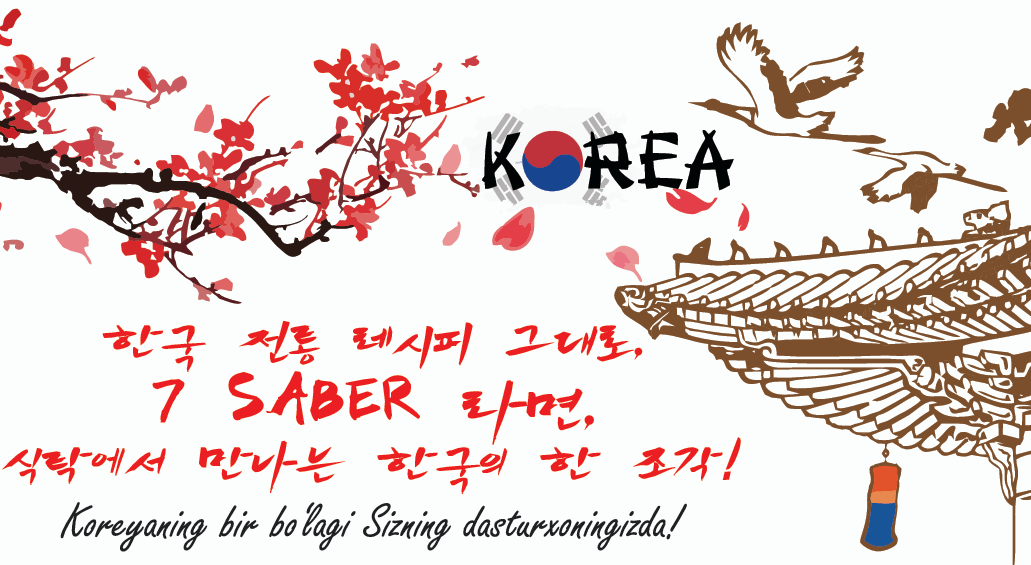 KOREA
한국 전통 레시피 그대로,
7 SABER 라면,
식탁에서 만나는 한국의 한 조각!
Koreyaning bir bo'lagi Sizning dasturxoningizda!